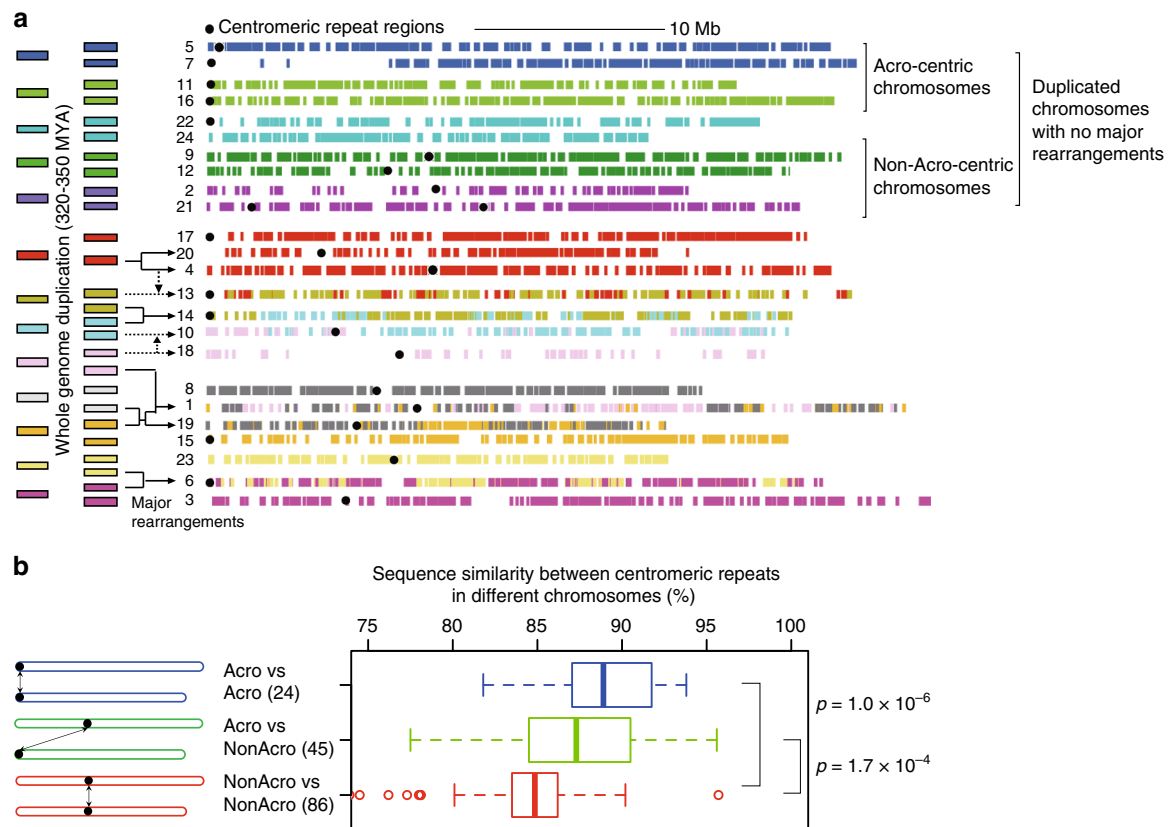 a
Centromeric repeat regions
10 Mb
Whole genome duplication (320-350 MYA)
5
7
11
16
22
24
9
12
2
21
17
20
4
13
14
10
18
8
1
19
15
23
6
3
Acro-centric
chromosomes
Non-Acro-centric
chromosomes
Duplicated
chromosomes
with no major
rearrangements
Major
rearrangements
b
Sequence similarity between centromeric repeats
in different chromosomes (%)
75 80 85 90 95 100
Acro vs
Acro (24)
Acro vs
NonAcro (45)
NonAcro vs
NonAcro (86)
p = 1.0 × 10⁻⁶
p = 1.7 × 10⁻⁴